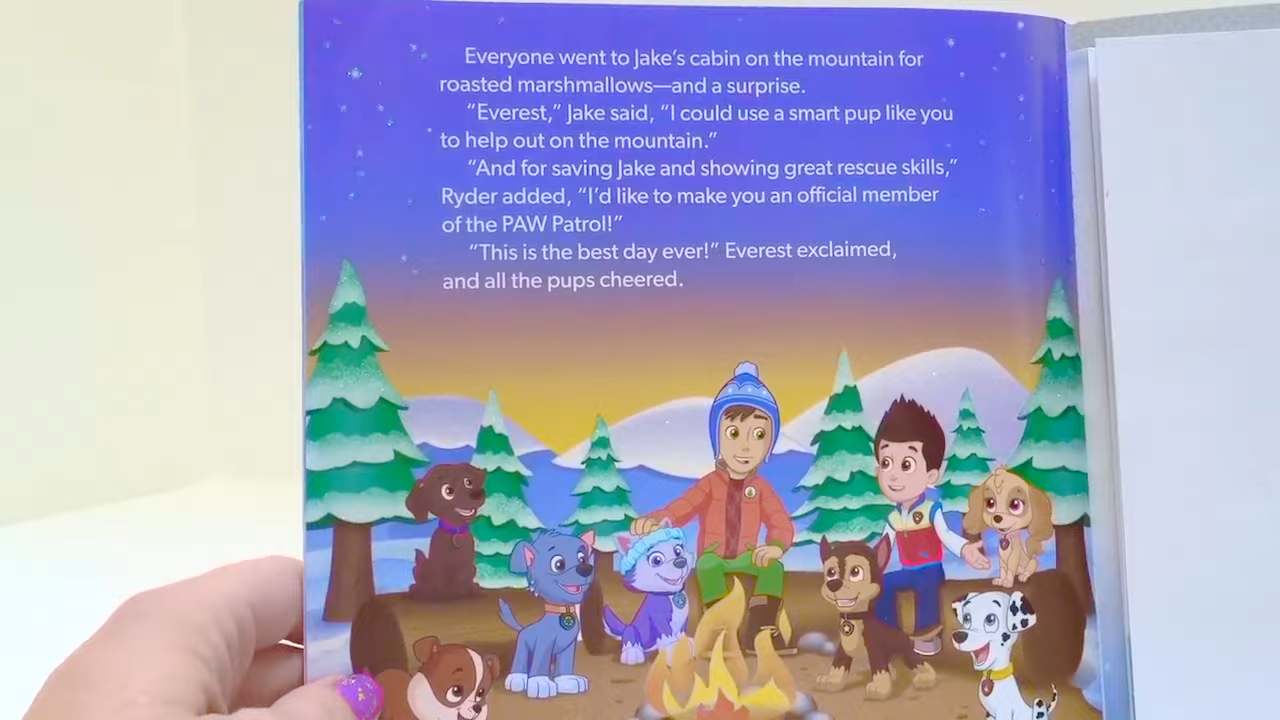 Everyone went to Jake's cabin on the mountain for
roasted marshmallows—and a surprise.
“Everest,” Jake said, “I could use a smart pup like you
to help out on the mountain.”
“And for saving Jake and showing great rescue skills,”
Ryder added, “I'd like to make you an official member
of the PAW Patrol!”
“This is the best day ever!” Everest exclaimed,
and all the pups cheered.